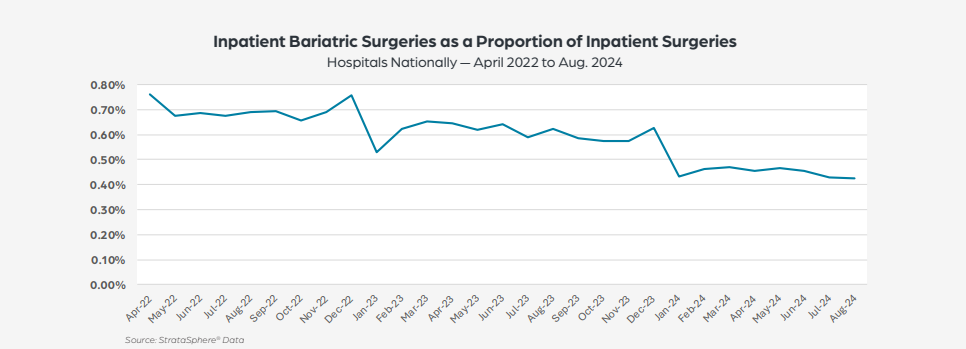 Inpatient Bariatric Surgeries as a Proportion of Inpatient Surgeries
Hospitals Nationally — April 2022 to Aug. 2024
0.80%
0.70%
0.60%
0.50%
0.40%
0.30%
0.20%
0.10%
0.00%
Apr-22
May-22
Jun-22
Jul-22
Aug-22
Sep-22
Oct-22
Nov-22
Dec-22
Jan-23
Feb-23
Mar-23
Apr-23
May-23
Jun-23
Jul-23
Aug-23
Sep-23
Oct-23
Nov-23
Dec-23
Jan-24
Feb-24
Mar-24
Apr-24
May-24
Jun-24
Jul-24
Aug-24
Source: StrataSphere® Data